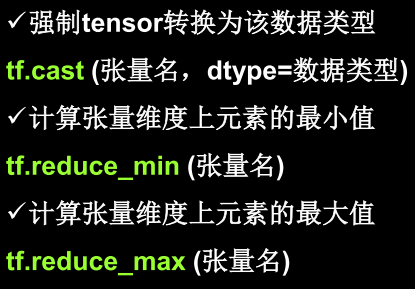 ✓强制tensor转换为该数据类型
tf.cast (张量名，dtype=数据类型)
✓计算张量维度上元素的最小值
tf.reduce_min (张量名)
✓计算张量维度上元素的最大值
tf.reduce_max (张量名)